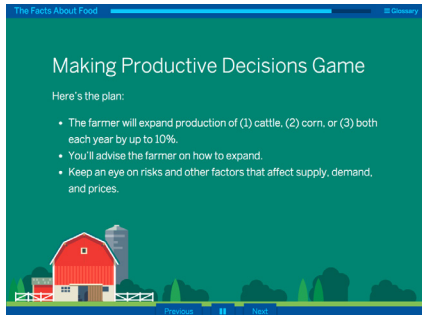 The Facts About Food
Glossary
Making Productive Decisions Game
Here's the plan:
• The farmer will expand production of (1) cattle, (2) corn, or (3) both
each year by up to 10%.
• You'll advise the farmer on how to expand.
• Keep an eye on risks and other factors that affect supply, demand,
and prices.
Previous
Next